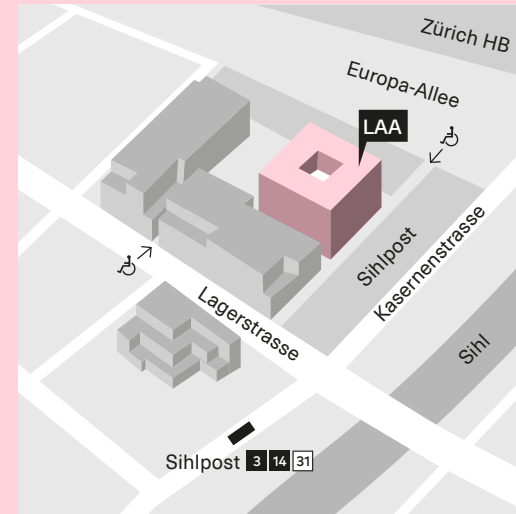 Zürich HB
Europa-Allee
LAA
Sihlpost
Kasernenstrasse
Lagerstrasse
Sihl
Sihlpost 3 14 31